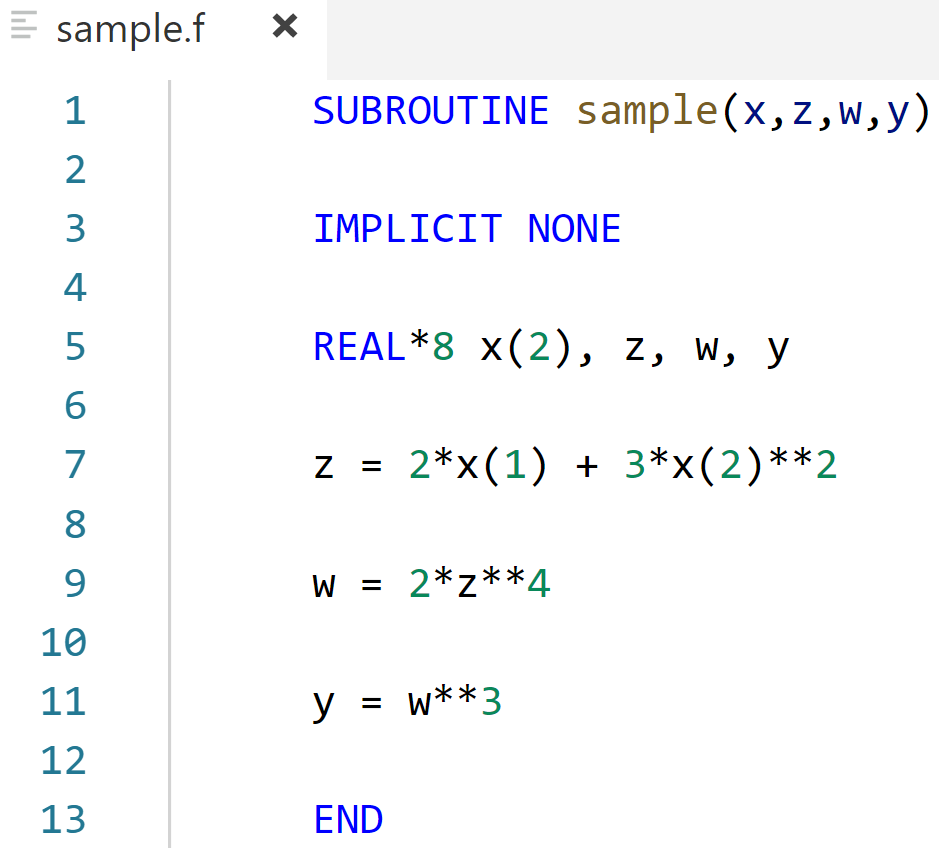 sample.f
1 SUBROUTINE sample(x,z,w,y)
2
3 IMPLICIT NONE
4
5 REAL*8 x(2), z, w, y
6
7 z = 2*x(1) + 3*x(2)**2
8
9 w = 2*z**4
10
11 y = w**3
12
13 END